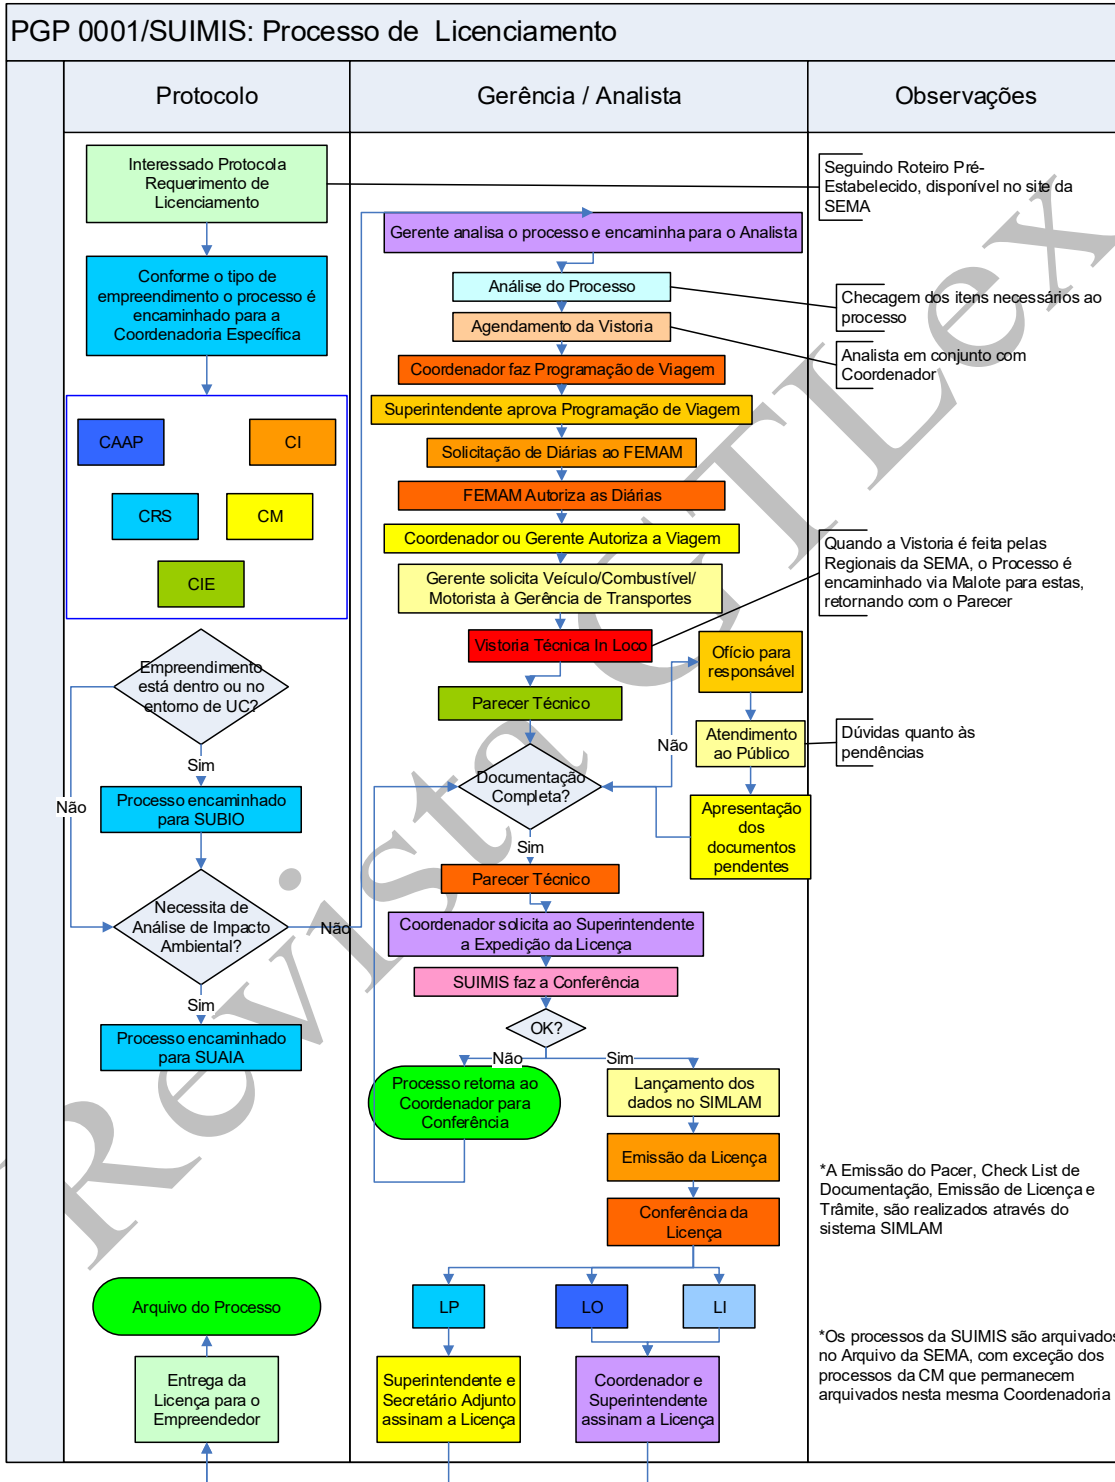 PGP 0001/SUIMIS: Processo de Licenciamento
Protocolo
Gerência / Analista
Observações
Interessado Protocola
Requerimento de
Licenciamento
Conforme o tipo de
empreendimento o processo é
encaminhado para a
Coordenadoria Específica
CAAP
CI
CRS
CM
CIE
Empreendimento
está dentro ou no
entorno de UC?
Sim
Não
Processo encaminhado
para SUBIO
Necessita de
Análise de Impacto
Ambiental?
Não
Sim
Processo encaminhado
para SUAIA
Arquivo do Processo
Entrega da
Licença para o
Empreendedor
Gerente analisa o processo e encaminha para o Analista
Análise do Processo
Agendamento da Vistoria
Coordenador faz Programação de Viagem
Superintendente aprova Programação de Viagem
Solicitação de Diárias ao FEMAM
FEMAM Autoriza as Diárias
Coordenador ou Gerente Autoriza a Viagem
Gerente solicita Veículo/Combustível/
Motorista à Gerência de Transportes
Vistoria Técnica In Loco
Parecer Técnico
Documentação
Completa?
Não
Ofício para
responsável
Atendimento
ao Público
Apresentação
dos
documentos
pendentes
Sim
Parecer Técnico
Coordenador solicita ao Superintendente
a Expedição da Licença
SUIMIS faz a Conferência
OK?
Não
Sim
Processo retorna ao
Coordenador para
Conferência
Lançamento dos
dados no SIMLAM
Emissão da Licença
Conferência da
Licença
LP
LO
LI
Superintendente e
Secretário Adjunto
assinam a Licença
Coordenador e
Superintendente
assinam a Licença
Seguindo Roteiro Pré-
Estabelecido, disponível no site da
SEMA
Checagem dos itens necessários ao
processo
Analista em conjunto com
Coordenador
Quando a Vistoria é feita pelas
Regionais da SEMA, o Processo é
encaminhado via Malote para estas,
retornando com o Parecer
Dúvidas quanto às
pendências
*A Emissão do Pacer, Check List de
Documentação, Emissão de Licença e
Trâmite, são realizados através do
sistema SIMLAM
*Os processos da SUIMIS são arquivados
no Arquivo da SEMA, com exceção dos
processos da CM que permanecem
arquivados nesta mesma Coordenadoria
Revista CTLex